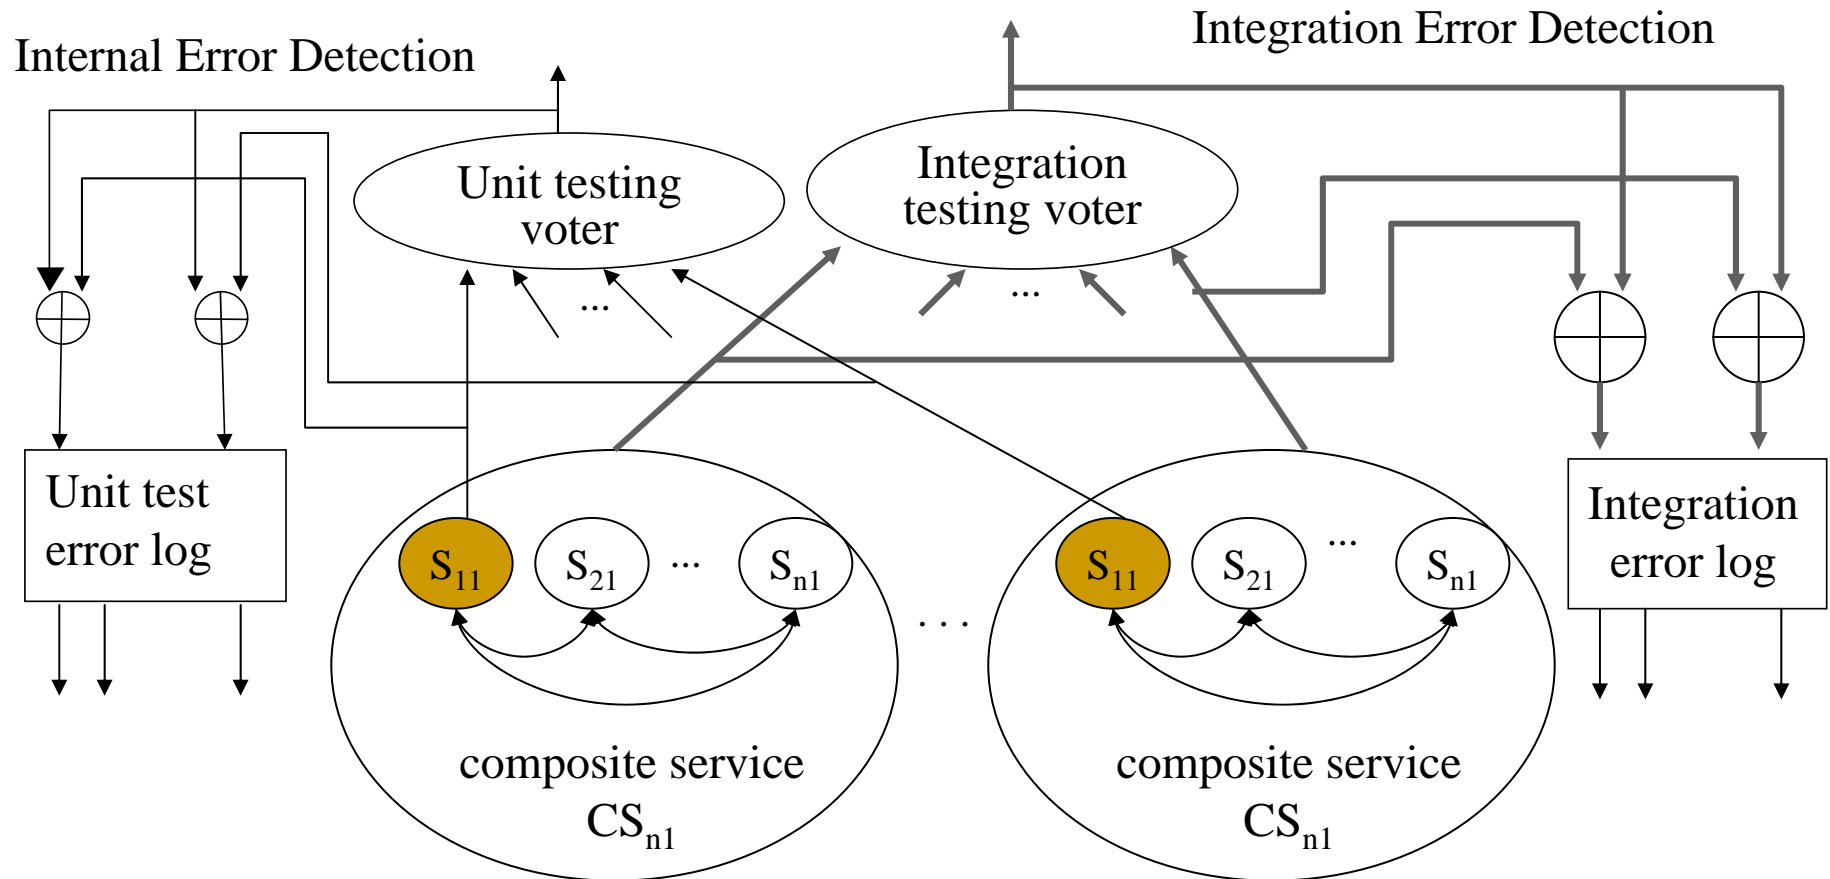 Internal Error Detection
Integration Error Detection
Unit testing
voter
Integration
testing voter
...
...
Unit test
error log
Integration
error log
S11
S21
...
Sn1
S11
S21
...
Sn1
. . .
composite service
CSn1
composite service
CSn1